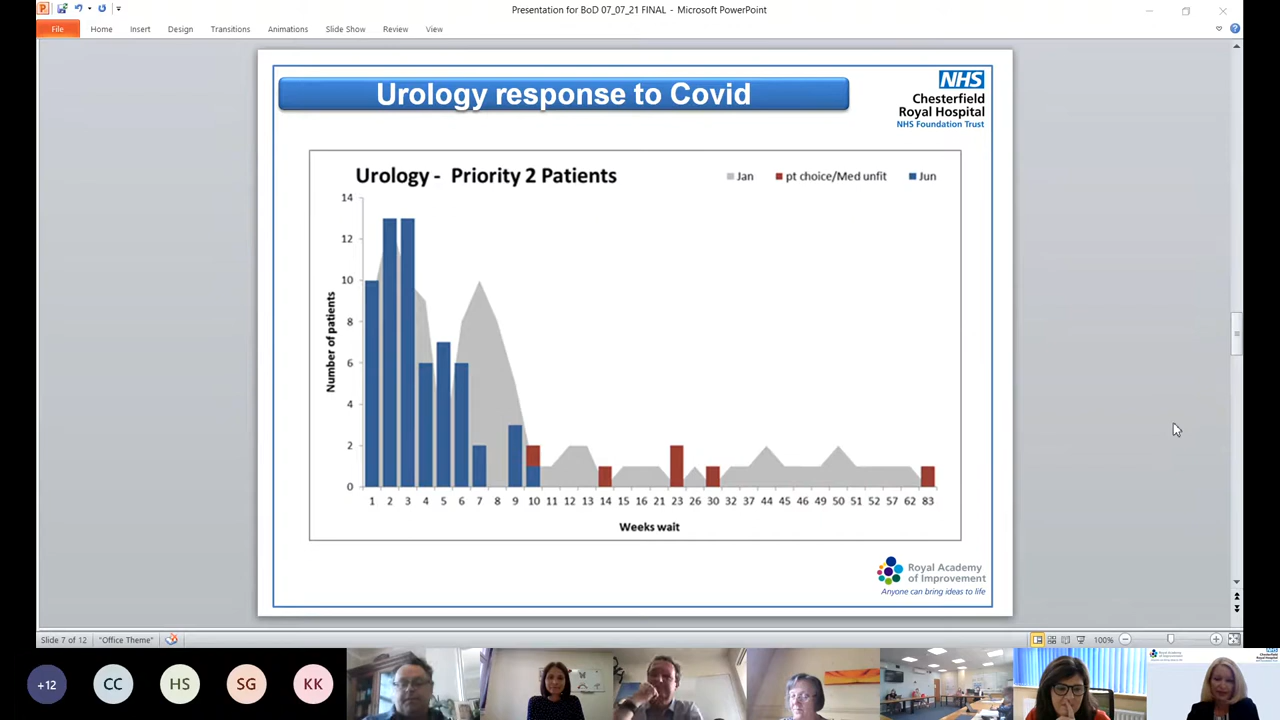 Presentation for BoD 07_07_21 FINAL - Microsoft PowerPoint
File Home Insert Design Transitions Animations Slide Show Review View
Urology response to Covid
NHS
Chesterfield
Royal Hospital
NHS Foundation Trust
Urology - Priority 2 Patients
Jan pt choice/Med unfit Jun
14
12
10
8
6
4
2
0
Number of patients
1 2 3 4 5 6 7 8 9 10 11 12 13 14 15 16 21 23 26 30 32 37 44 45 46 49 50 51 52 57 62 83
Weeks wait
Royal Academy
of Improvement
Anyone can bring ideas to life
Slide 7 of 12 "Office Theme" 100%
+12 CC HS SG KK